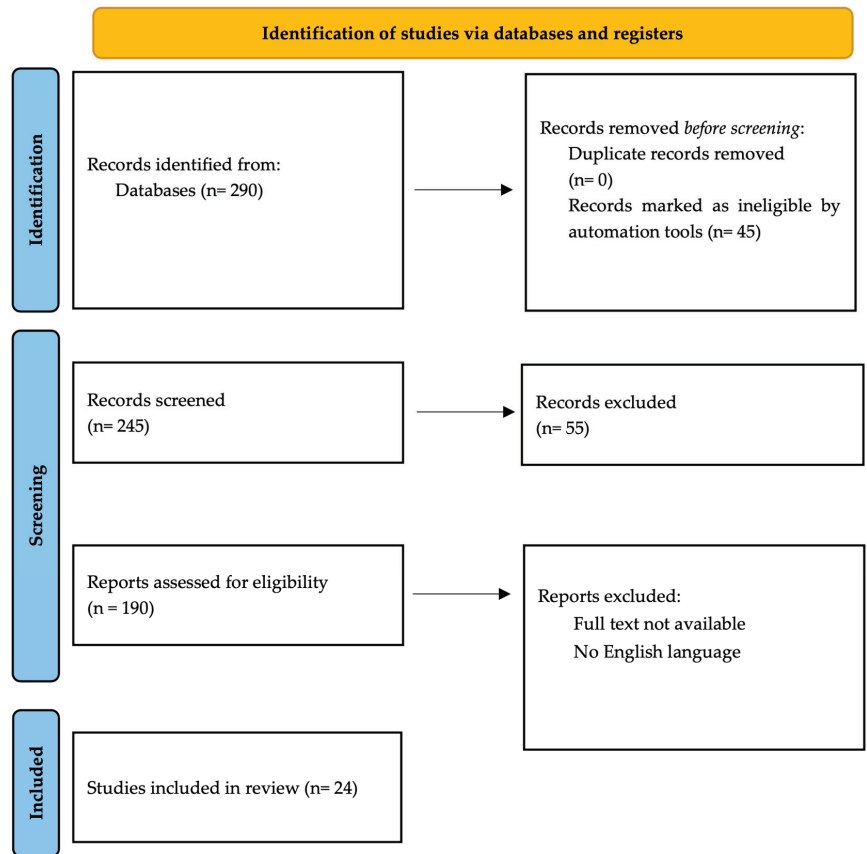 Identification of studies via databases and registers
Identification
Records identified from:
Databases (n= 290)
Records removed before screening:
Duplicate records removed
(n= 0)
Records marked as ineligible by
automation tools (n= 45)
Screening
Records screened
(n= 245)
Records excluded
(n= 55)
Reports assessed for eligibility
(n = 190)
Reports excluded:
Full text not available
No English language
Included
Studies included in review (n= 24)